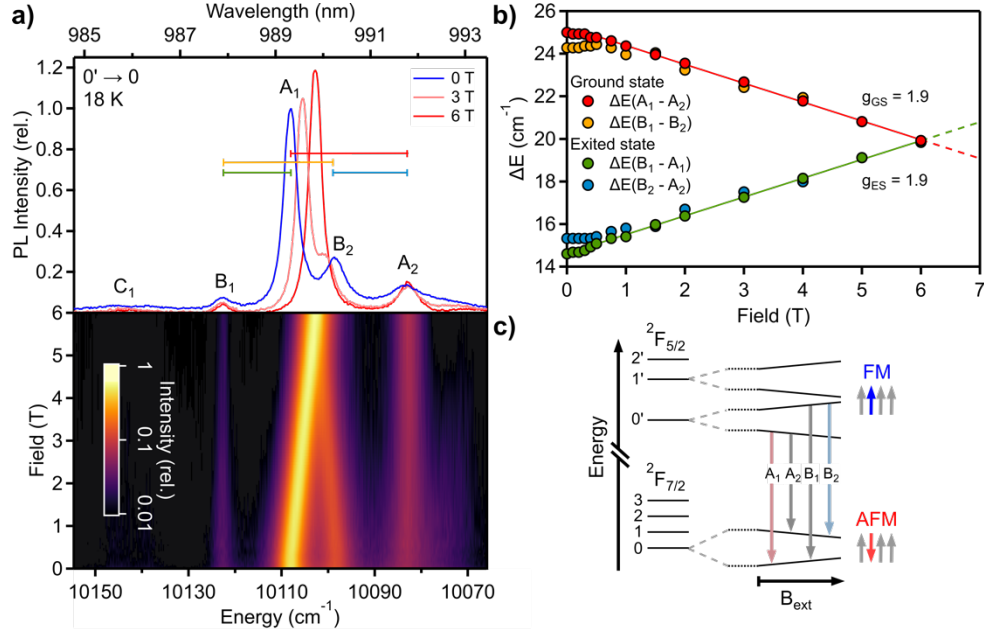 a)
Wavelength (nm)
985 987 989 991 993
0' → 0
18 K
A1
0 T
3 T
6 T
B2
A2
B1
C1
PL Intensity (rel.)
1.2
1.0
0.8
0.6
0.4
0.2
6
5
4
3
2
1
0
Field (T)
1
0.1
0.01
Intensity (rel.)
10150 10130 10110 10090 10070
Energy (cm-1)
b)
26
24
22
20
18
16
14
ΔE (cm-1)
Ground state
ΔE(A1 - A2)
ΔE(B1 - B2)
Exited state
ΔE(B1 - A1)
ΔE(B2 - A2)
gGS = 1.9
gES = 1.9
0 1 2 3 4 5 6 7
Field (T)
c)
Energy
2F5/2
2'
1'
0'
FM
A1 A2 B1 B2
2F7/2
3
2
1
0
AFM
Bext